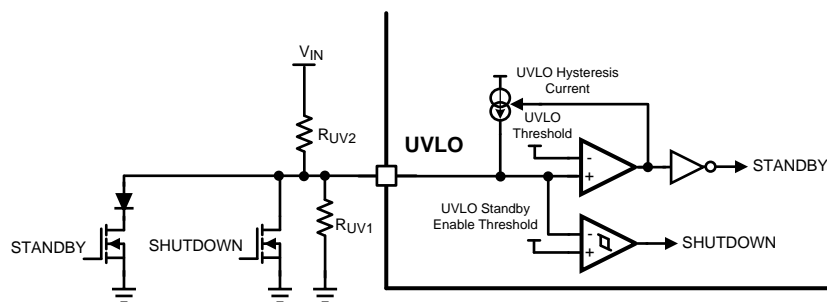 VIN
UVLO Hysteresis
Current
RUV2
UVLO
UVLO
Threshold
-
+
STANDBY
UVLO Standby
Enable Threshold
STANDBY
SHUTDOWN
RUV1
-
+
SHUTDOWN